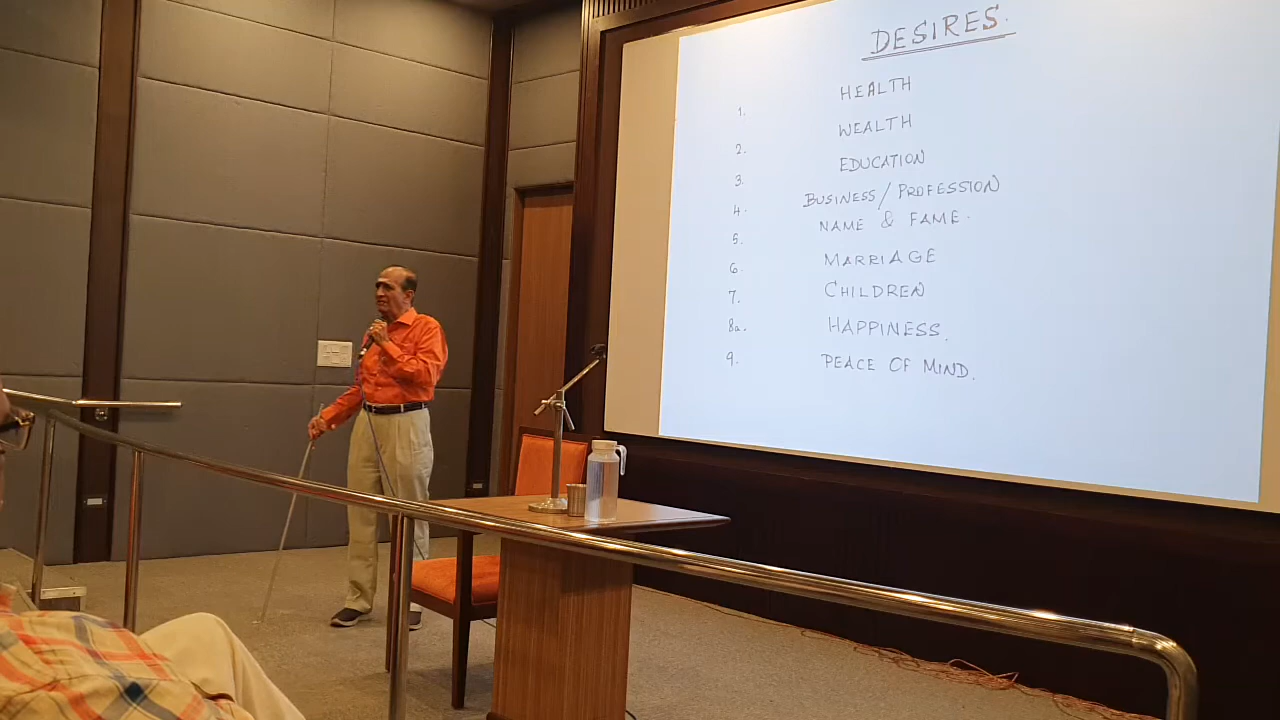 DESIRES.
1. HEALTH
2. WEALTH
3. EDUCATION
4. BUSINESS/PROFESSION
5. NAME & FAME.
6. MARRIAGE
7. CHILDREN
8a. HAPPINESS.
9. PEACE OF MIND.